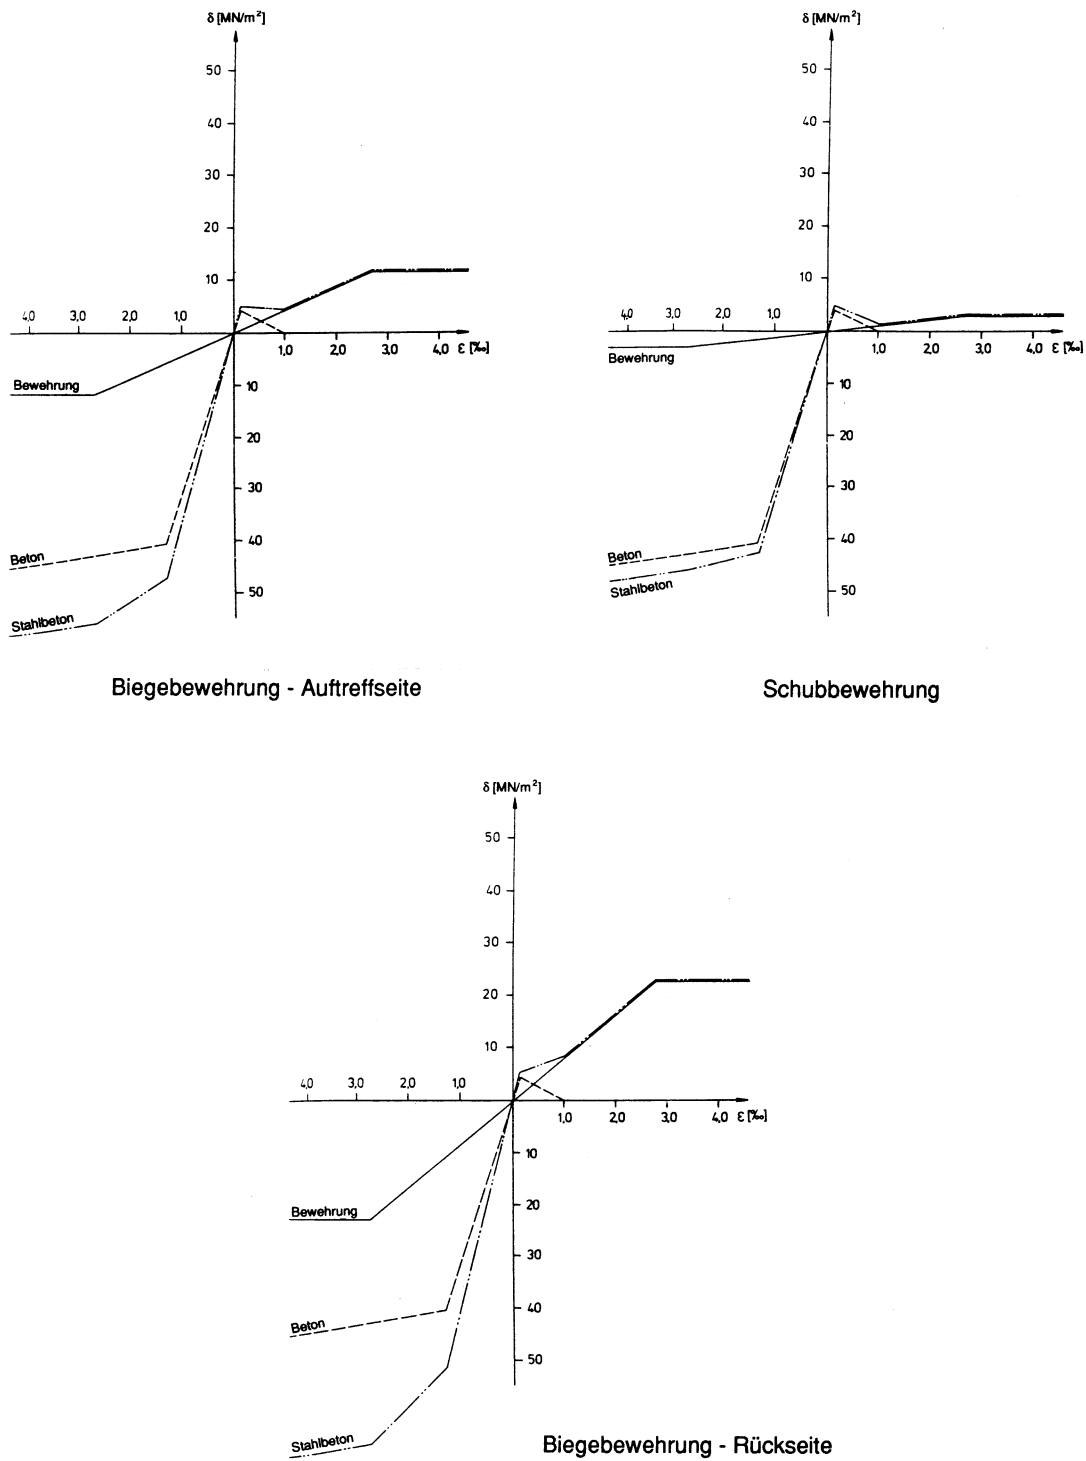 δ [MN/m²]
50
40
30
20
10
4,0 3,0 2,0 1,0
1,0 2,0 3,0 4,0 ε [‰]
Bewehrung
10
20
30
40
50
Beton
Stahlbeton
Biegebewehrung - Auftreffseite
δ [MN/m²]
50
40
30
20
10
4,0 3,0 2,0 1,0
1,0 2,0 3,0 4,0 ε [‰]
Bewehrung
10
20
30
40
50
Beton
Stahlbeton
Schubbewehrung
δ [MN/m²]
50
40
30
20
10
4,0 3,0 2,0 1,0
1,0 2,0 3,0 4,0 ε [‰]
10
20
30
40
50
Bewehrung
Beton
Stahlbeton
Biegebewehrung - Rückseite